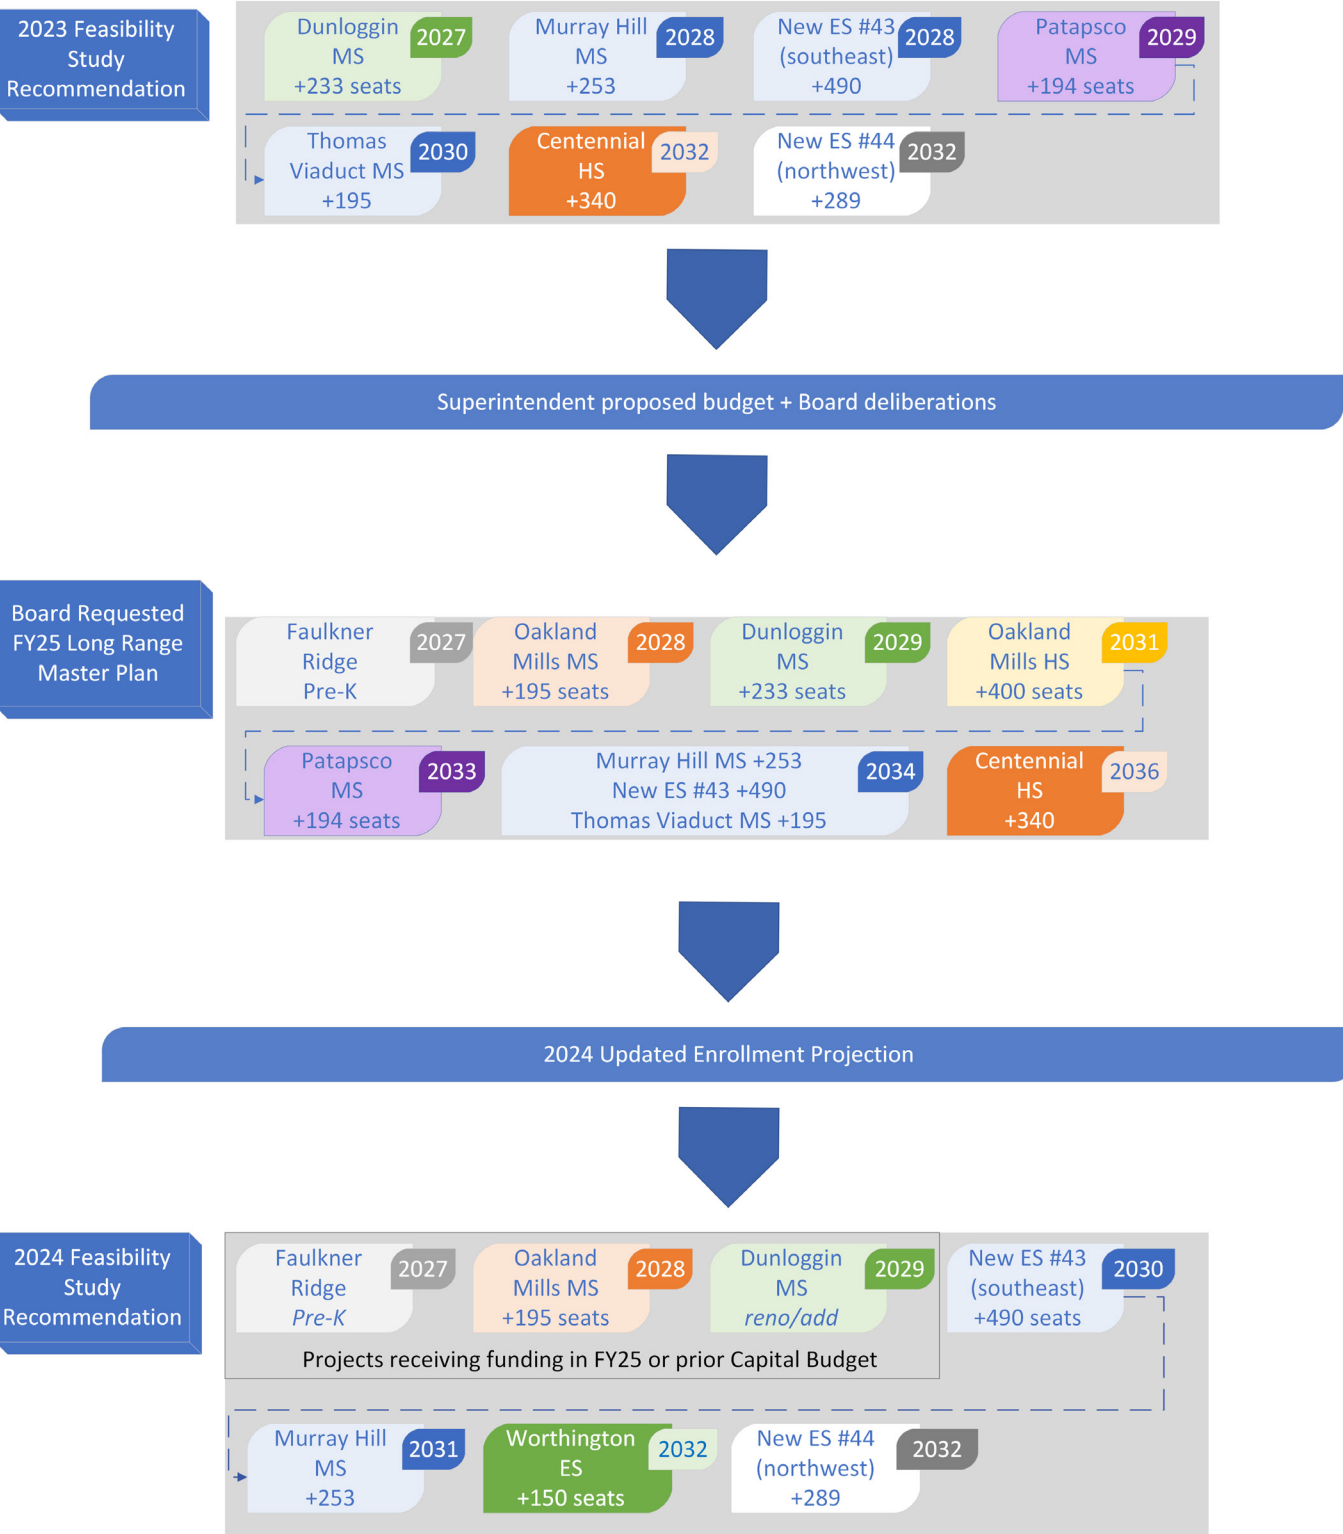 2023 Feasibility
Study
Recommendation
Dunloggin
MS
+233 seats
2027
Murray Hill
MS
+253
2028
New ES #43
(southeast)
+490
2028
Patapsco
MS
+194 seats
2029
Thomas
Viaduct MS
+195
2030
Centennial
HS
+340
2032
New ES #44
(northwest)
+289
2032
Superintendent proposed budget + Board deliberations
Board Requested
FY25 Long Range
Master Plan
Faulkner
Ridge
Pre-K
2027
Oakland
Mills MS
+195 seats
2028
Dunloggin
MS
+233 seats
2029
Oakland
Mills HS
+400 seats
2031
Patapsco
MS
+194 seats
2033
Murray Hill MS +253
New ES #43 +490
Thomas Viaduct MS +195
2034
Centennial
HS
+340
2036
2024 Updated Enrollment Projection
2024 Feasibility
Study
Recommendation
Faulkner
Ridge
Pre-K
2027
Oakland
Mills MS
+195 seats
2028
Dunloggin
MS
reno/add
2029
New ES #43
(southeast)
+490 seats
2030
Projects receiving funding in FY25 or prior Capital Budget
Murray Hill
MS
+253
2031
Worthington
ES
+150 seats
2032
New ES #44
(northwest)
+289
2032